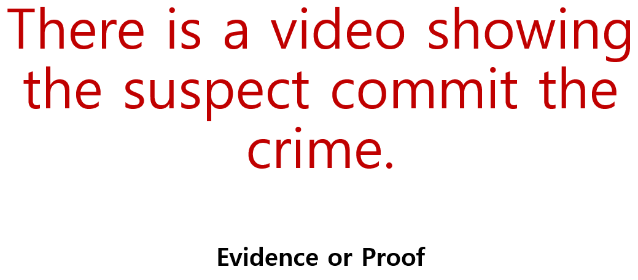 There is a video showing
the suspect commit the
crime.
Evidence or Proof